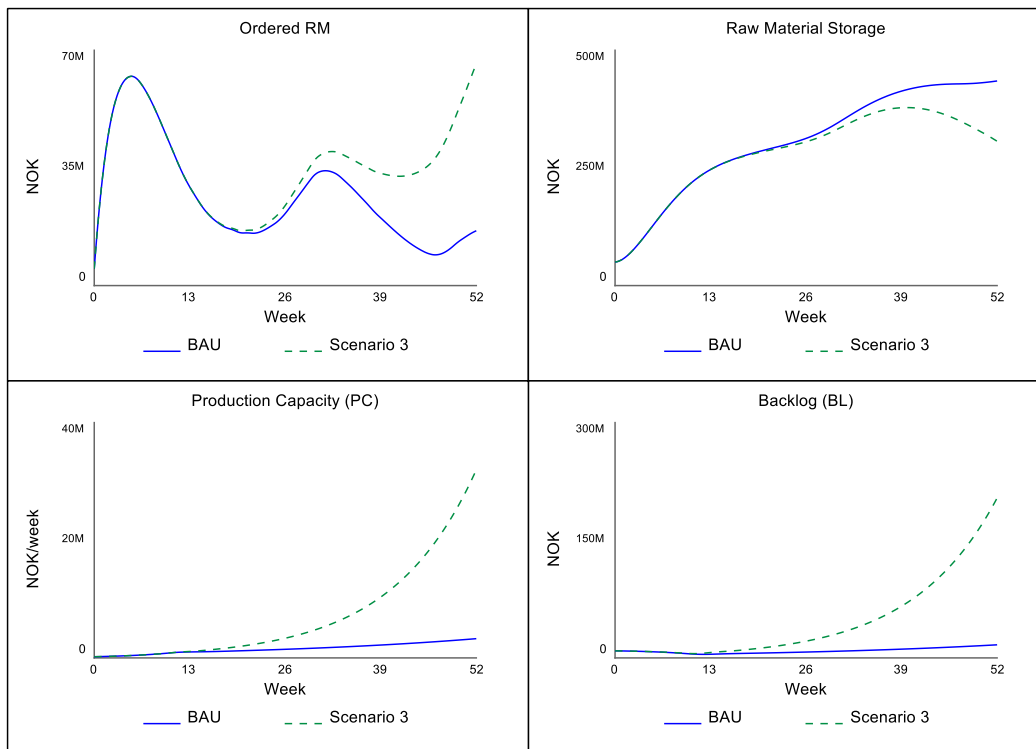 Ordered RM
70M
35M
0
NOK
0 13 26 39 52
Week
BAU Scenario 3
Raw Material Storage
500M
250M
0
NOK
0 13 26 39 52
Week
BAU Scenario 3
Production Capacity (PC)
40M
20M
0
NOK/week
0 13 26 39 52
Week
BAU Scenario 3
Backlog (BL)
300M
150M
0
NOK
0 13 26 39 52
Week
BAU Scenario 3